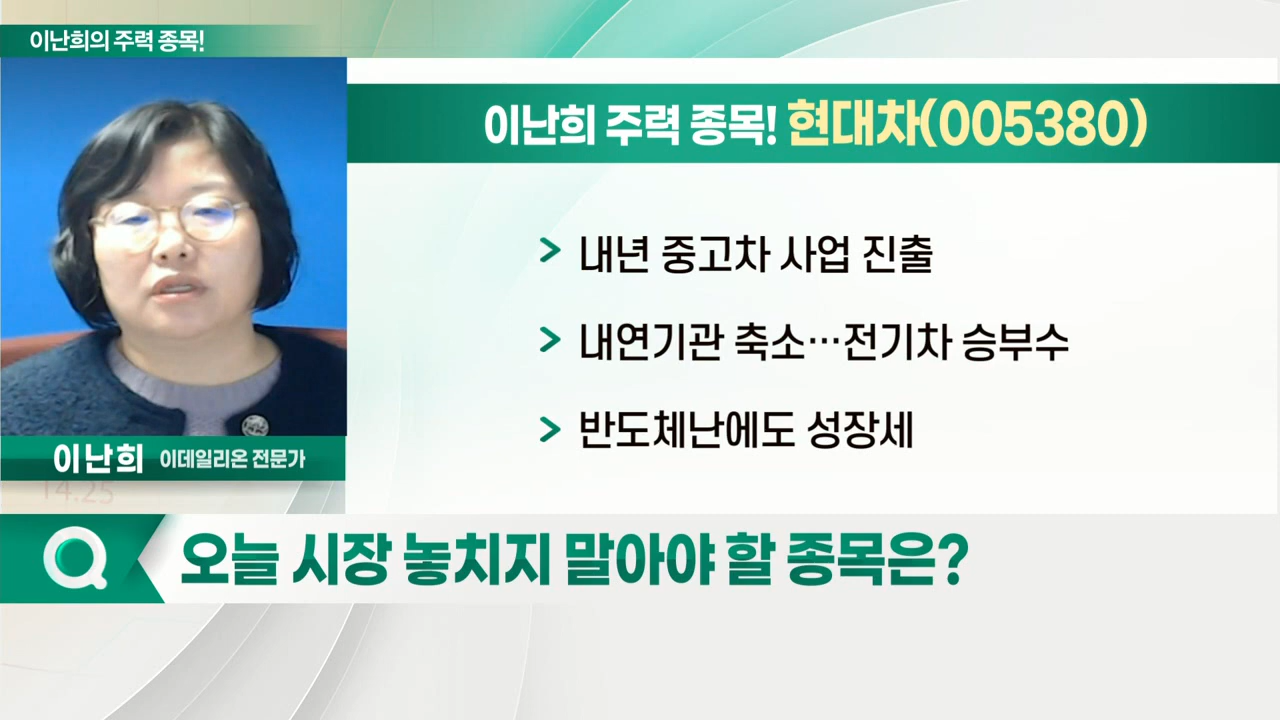 이난희의 주력 종목!
이난희 주력 종목! 현대차(005380)
> 내년 중고차 사업 진출
> 내연기관 축소…전기차 승부수
> 반도체난에도 성장세
이난희 이데일리온 전문가
14:25
Q 오늘 시장 놓치지 말아야 할 종목은?